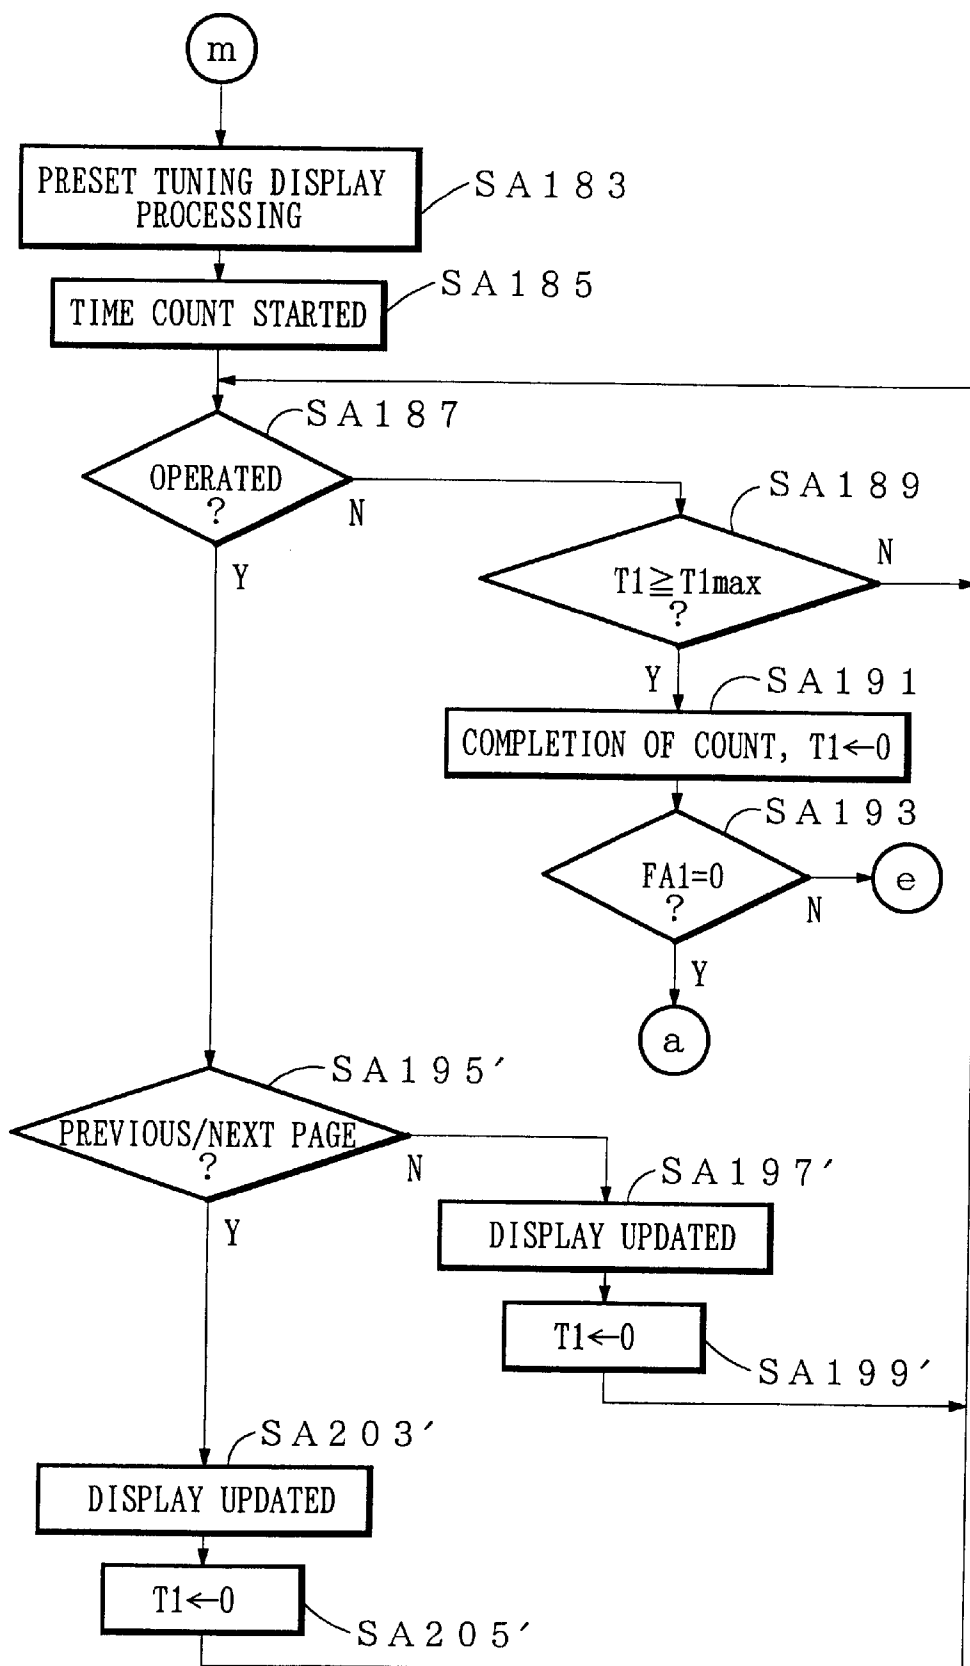 m
PRESET TUNING DISPLAY
PROCESSING
SA183
TIME COUNT STARTED
SA185
SA187
OPERATED
?
N
Y
SA189
T1≧T1max
?
N
Y
SA191
COMPLETION OF COUNT, T1←0
SA193
FA1=0
?
N
e
Y
a
SA195′
PREVIOUS/NEXT PAGE
?
N
Y
SA197′
DISPLAY UPDATED
T1←0
SA199′
SA203′
DISPLAY UPDATED
T1←0
SA205′